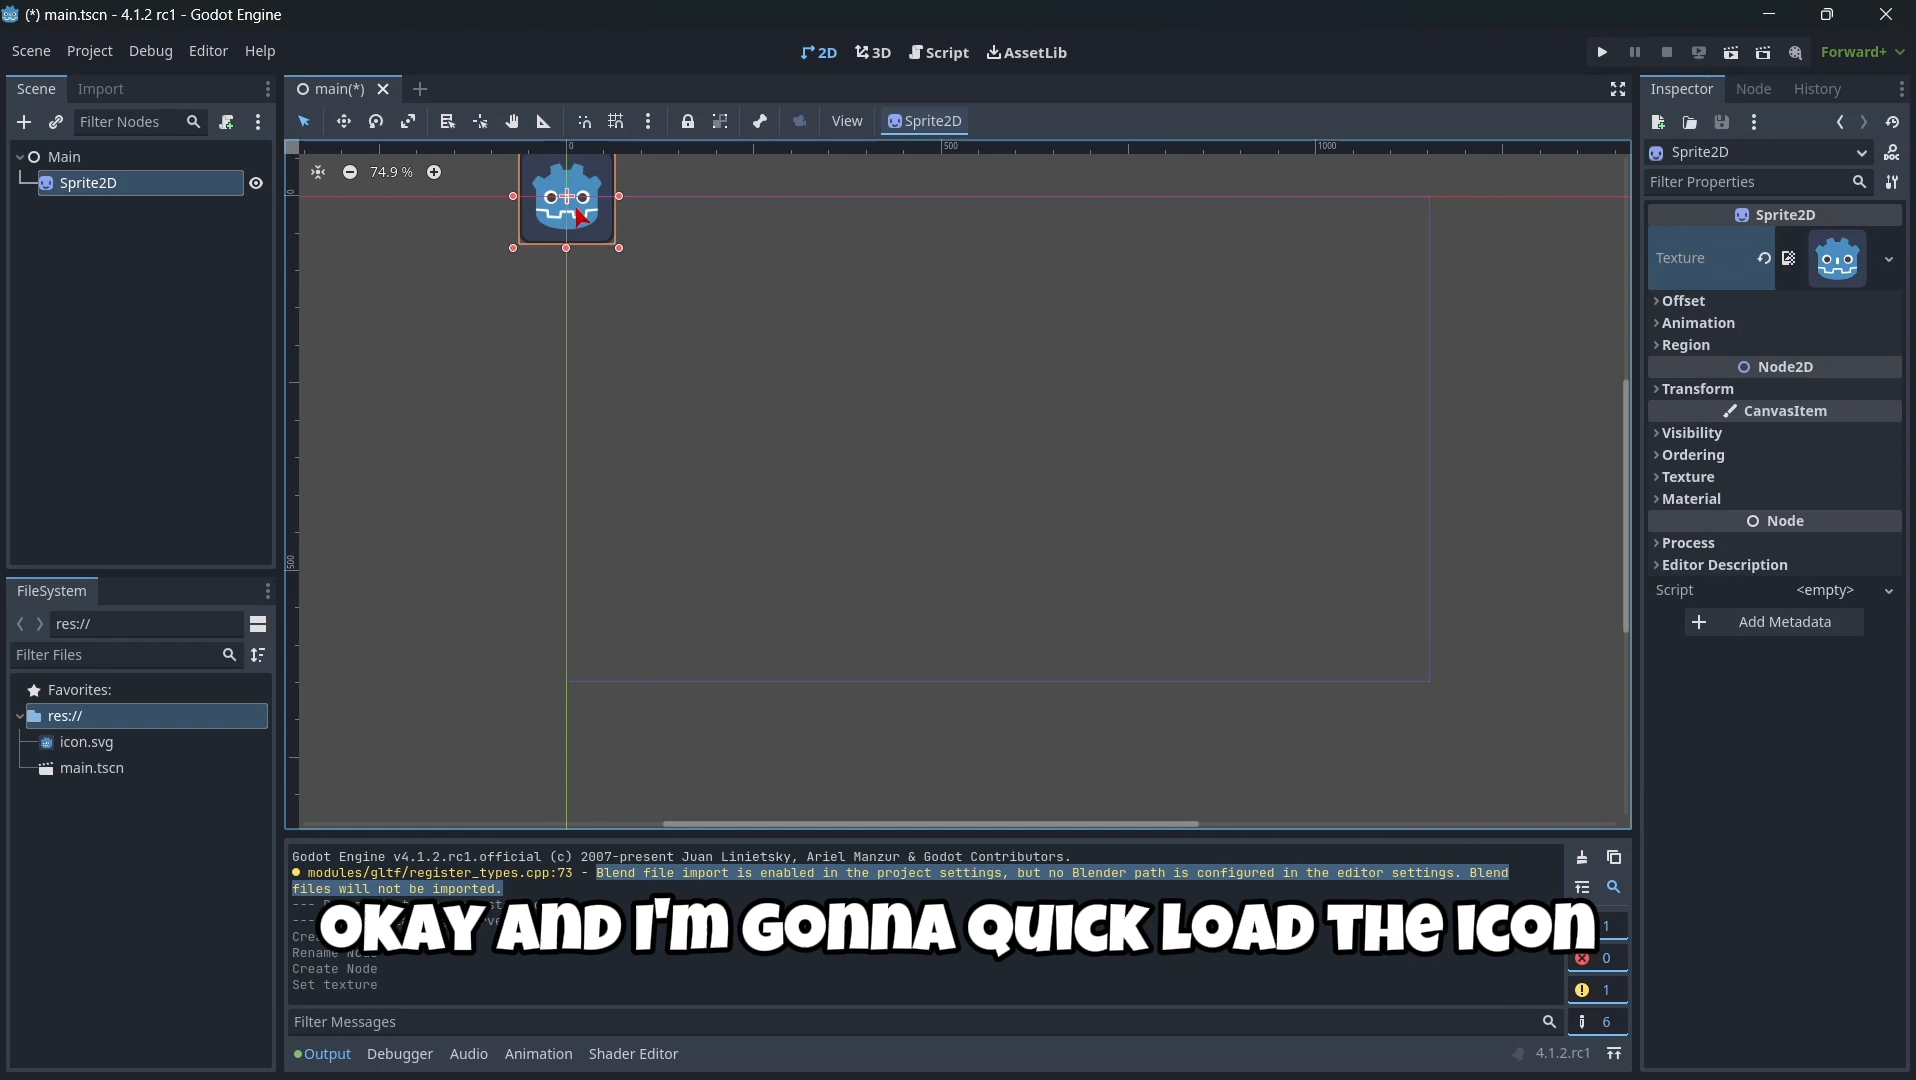 (*) main.tscn - 4.1.2 rc1 - Godot Engine
Scene Project Debug Editor Help
2D 3D Script AssetLib
Forward+
Scene Import
main(*)
Inspector Node History
Filter Nodes
View Sprite2D
Main
Sprite2D
0 500 1000
74.9 %
0
500
Sprite2D
Filter Properties
Sprite2D
Texture
Offset
Animation
Region
Node2D
Transform
CanvasItem
Visibility
Ordering
Texture
Material
Node
Process
Editor Description
Script <empty>
Add Metadata
FileSystem
res://
Filter Files
Favorites:
res://
icon.svg
main.tscn
Godot Engine v4.1.2.rc1.official (c) 2007-present Juan Linietsky, Ariel Manzur & Godot Contributors.
modules/gltf/register_types.cpp:73 - Blend file import is enabled in the project settings, but no Blender path is configured in the editor settings. Blend
files will not be imported.
OKAY AND I'M GONNA QUICK LOAD THE ICON
Rename
Create Node
Set texture
1
0
1
6
Filter Messages
Output Debugger Audio Animation Shader Editor
4.1.2.rc1